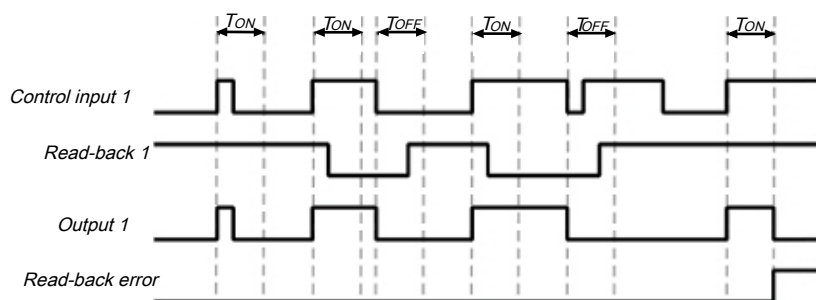 TON TON TOFF TON TOFF TON
Control input 1
Read-back 1
Output 1
Read-back error